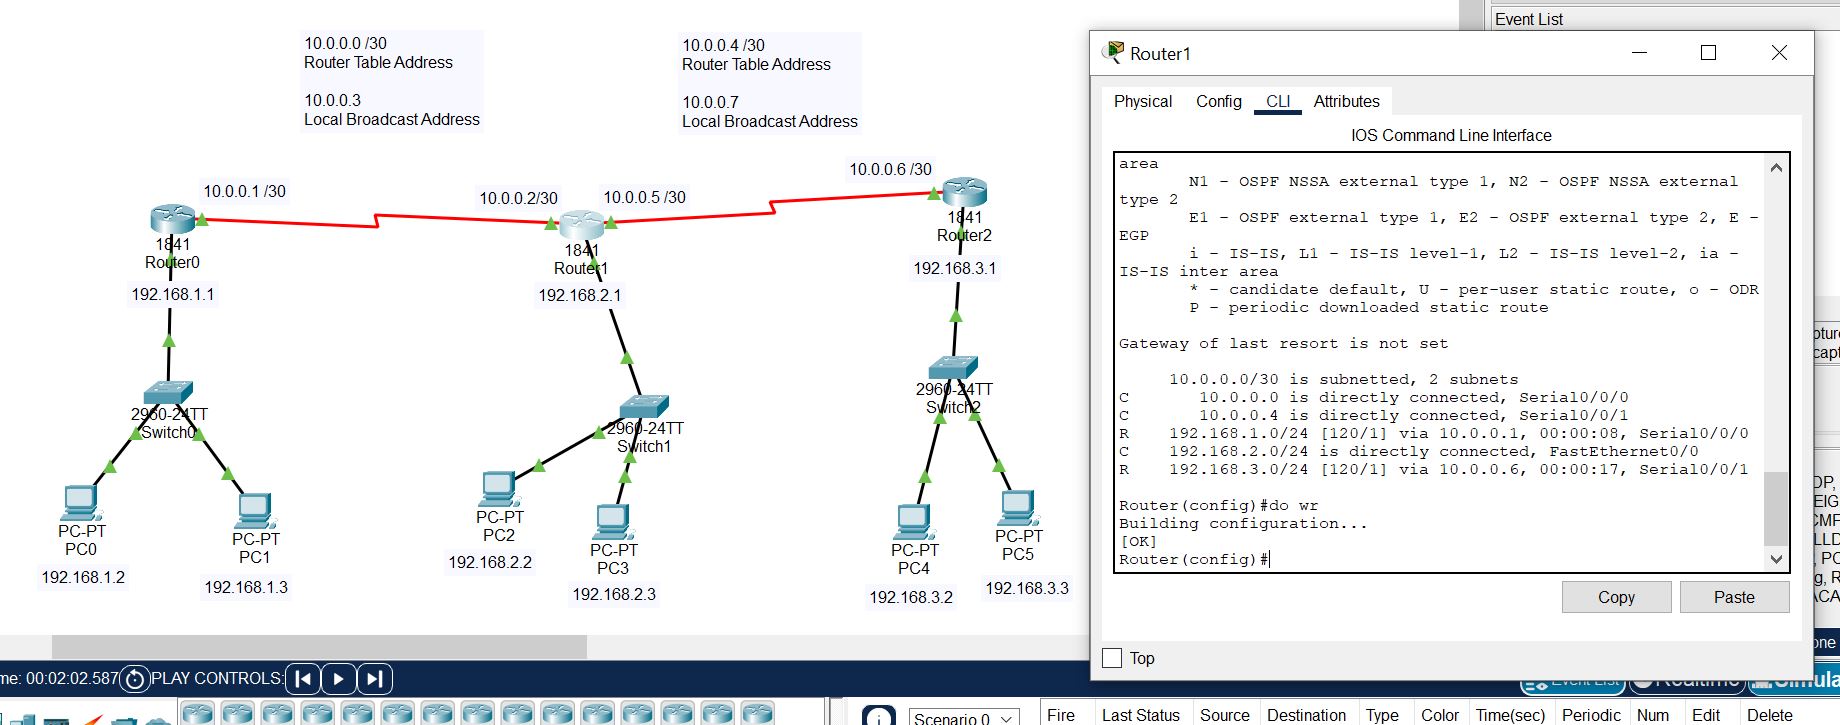 10.0.0.0 /30
Router Table Address
10.0.0.3
Local Broadcast Address
10.0.0.4 /30
Router Table Address
10.0.0.7
Local Broadcast Address
10.0.0.1 /30
10.0.0.2/30
10.0.0.5 /30
10.0.0.6 /30
1841
Router0
1841
Router1
1841
Router2
192.168.1.1
192.168.2.1
192.168.3.1
2960-24TT
Switch0
2960-24TT
Switch1
2960-24TT
Switch2
PC-PT
PC0
192.168.1.2
PC-PT
PC1
192.168.1.3
PC-PT
PC2
192.168.2.2
PC-PT
PC3
192.168.2.3
PC-PT
PC4
192.168.3.2
PC-PT
PC5
192.168.3.3
Event List
Router1
Physical Config CLI Attributes
IOS Command Line Interface
area
N1 - OSPF NSSA external type 1, N2 - OSPF NSSA external
type 2
E1 - OSPF external type 1, E2 - OSPF external type 2, E -
EGP
i - IS-IS, L1 - IS-IS level-1, L2 - IS-IS level-2, ia -
IS-IS inter area
* - candidate default, U - per-user static route, o - ODR
P - periodic downloaded static route
Gateway of last resort is not set
10.0.0.0/30 is subnetted, 2 subnets
C 10.0.0.0 is directly connected, Serial0/0/0
C 10.0.0.4 is directly connected, Serial0/0/1
R 192.168.1.0/24 [120/1] via 10.0.0.1, 00:00:08, Serial0/0/0
C 192.168.2.0/24 is directly connected, FastEthernet0/0
R 192.168.3.0/24 [120/1] via 10.0.0.6, 00:00:17, Serial0/0/1
Router(config)#do wr
Building configuration...
[OK]
Router(config)#
Copy Paste
Top
me: 00:02:02.587 PLAY CONTROLS:
Event List Realtime Simula
Scenario 0
Fire Last Status Source Destination Type Color Time(sec) Periodic Num Edit Delete